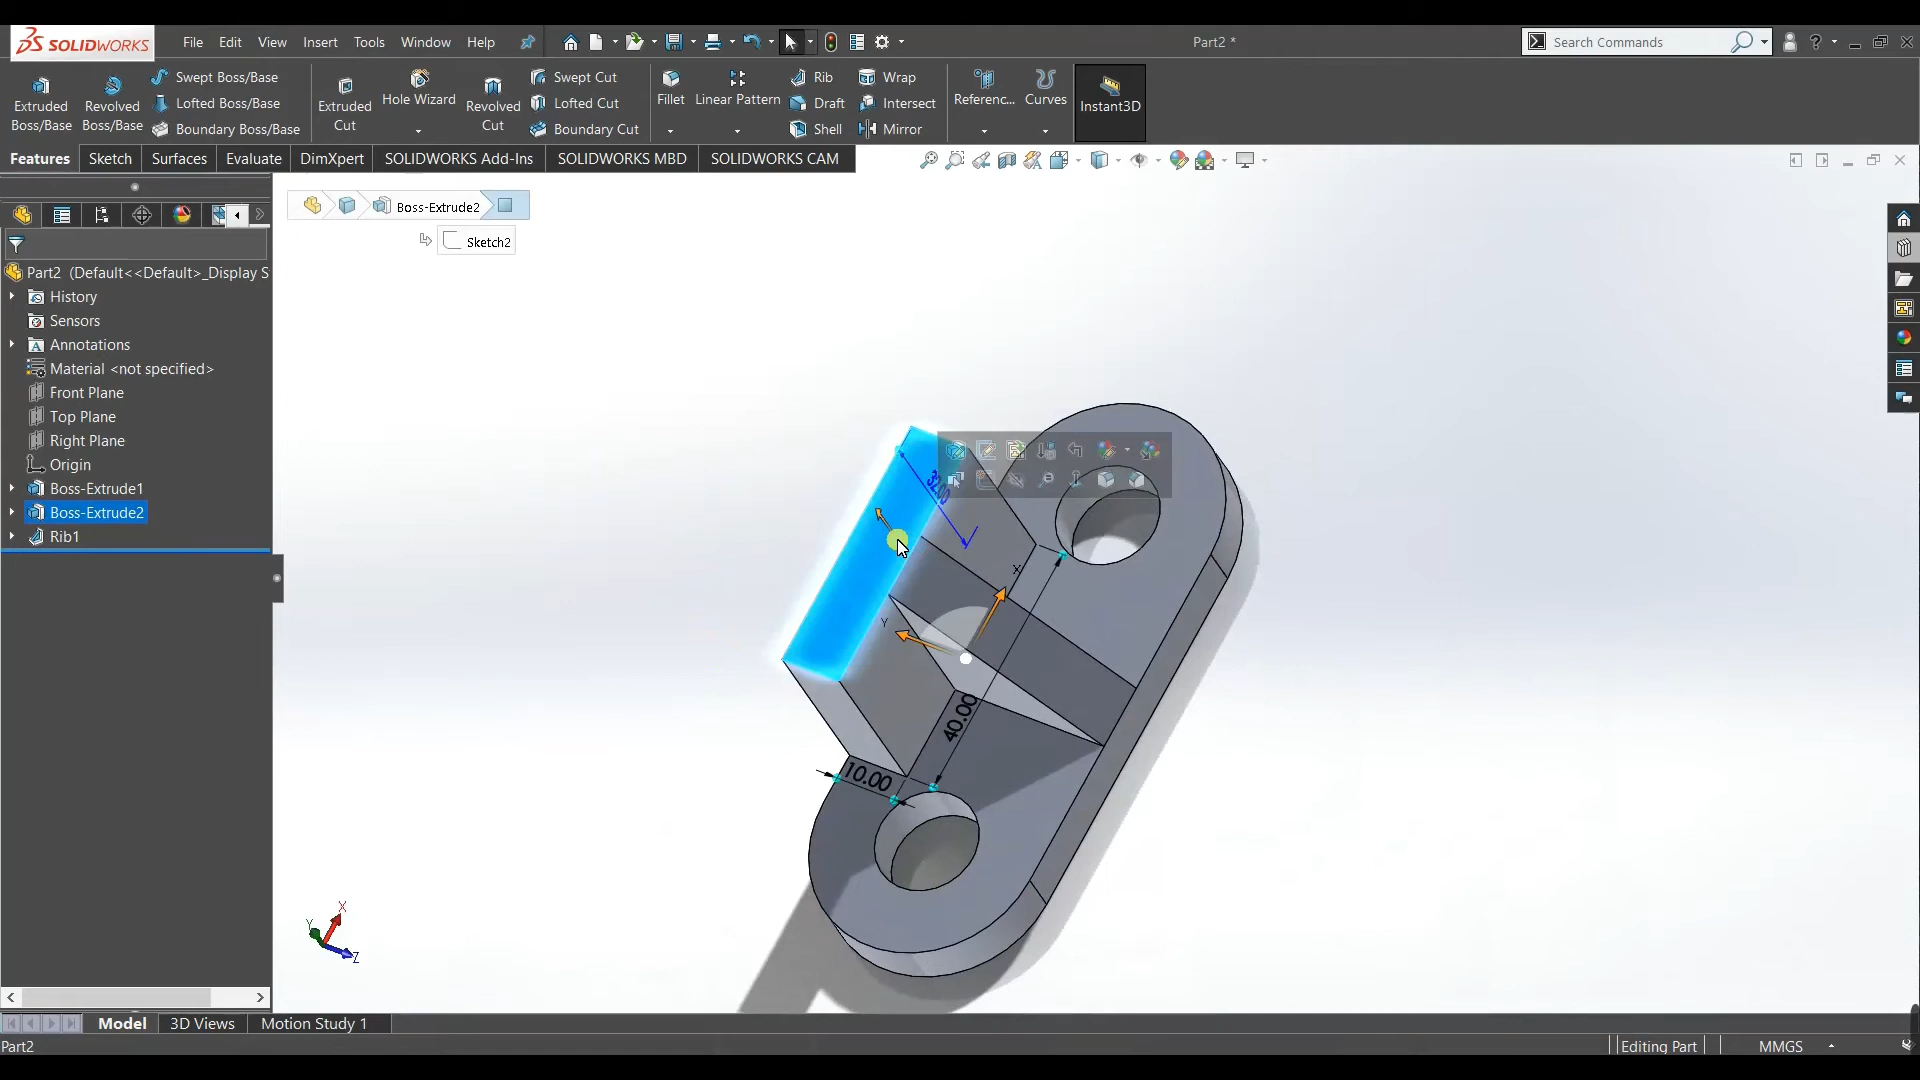 SOLIDWORKS File Edit View Insert Tools Window Help Part2 * Search Commands
Extruded Boss/Base
Revolved Boss/Base
Swept Boss/Base
Lofted Boss/Base
Boundary Boss/Base
Extruded Cut
Hole Wizard
Revolved Cut
Swept Cut
Lofted Cut
Boundary Cut
Fillet
Linear Pattern
Rib
Draft
Shell
Wrap
Intersect
Mirror
Referenc...
Curves
Instant3D
Features Sketch Surfaces Evaluate DimXpert SOLIDWORKS Add-Ins SOLIDWORKS MBD SOLIDWORKS CAM
Boss-Extrude2
Sketch2
Part2 (Default<<Default>_Display S
History
Sensors
Annotations
Material <not specified>
Front Plane
Top Plane
Right Plane
Origin
Boss-Extrude1
Boss-Extrude2
Rib1
32.00
X
Y
40.00
10.00
X
Y
Z
Model 3D Views Motion Study 1
Part2 Editing Part MMGS